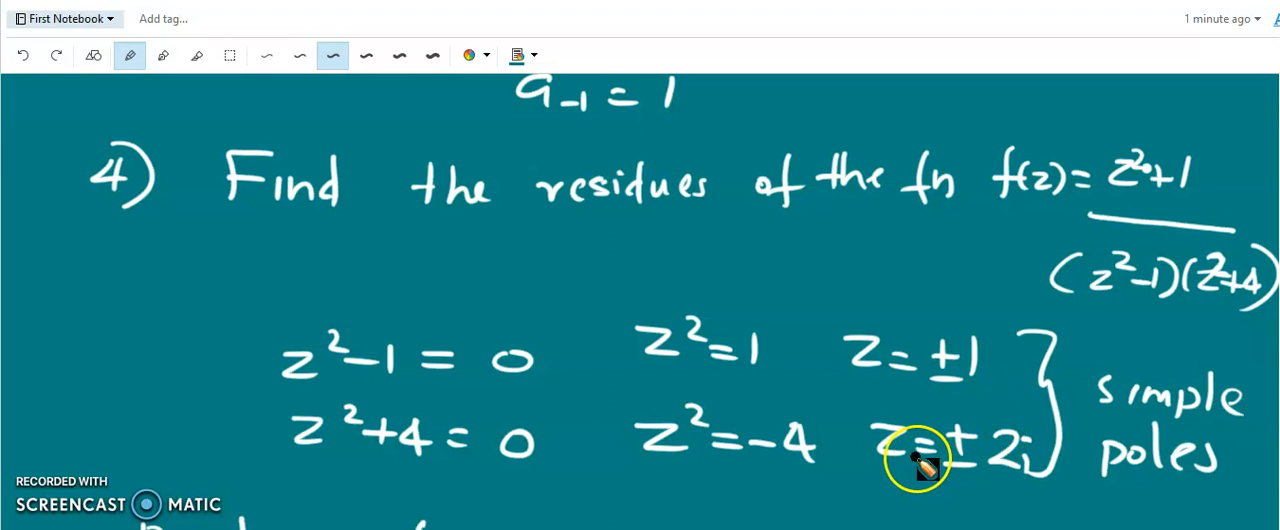 First Notebook Add tag... 1 minute ago
a₋₁ = 1
4) Find the residues of the fn f(z) = z²+1
(z²-1)(z²+4)
z²-1 = 0 z² = 1 z = ±1
z²+4 = 0 z² = -4 z = ± 2i
simple
poles
RECORDED WITH
SCREENCAST MATIC